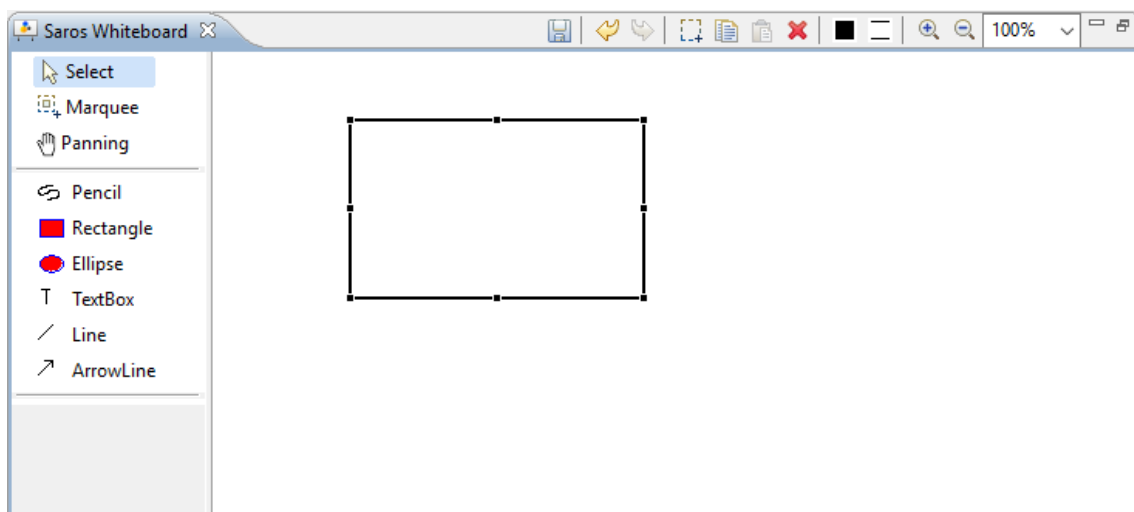 Saros Whiteboard
100%
Select
Marquee
Panning
Pencil
Rectangle
Ellipse
T TextBox
Line
ArrowLine